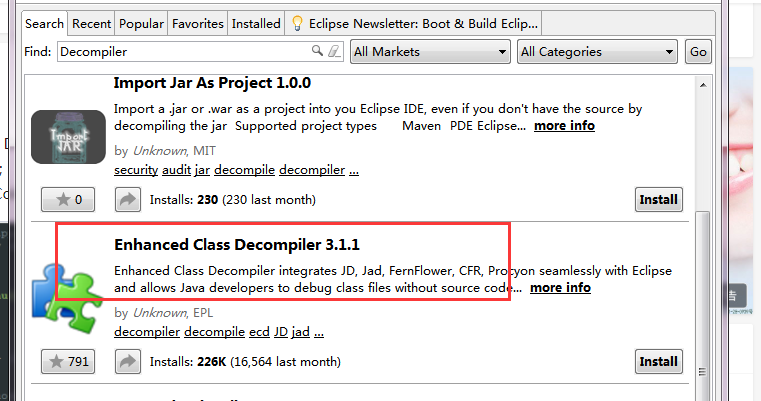 Search Recent Popular Favorites Installed Eclipse Newsletter: Boot & Build Eclip...
Find: Decompiler All Markets All Categories Go
Import Jar As Project 1.0.0
Import a .jar or .war as a project into you Eclipse IDE, even if you don't have the source by
decompiling the jar Supported project types Maven PDE Eclipse... more info
by Unknown, MIT
security audit jar decompile decompiler ...
0 Installs: 230 (230 last month) Install
Enhanced Class Decompiler 3.1.1
Enhanced Class Decompiler integrates JD, Jad, FernFlower, CFR, Procyon seamlessly with Eclipse
and allows Java developers to debug class files without source code... more info
by Unknown, EPL
decompiler decompile ecd JD jad ...
791 Installs: 226K (16,564 last month) Install